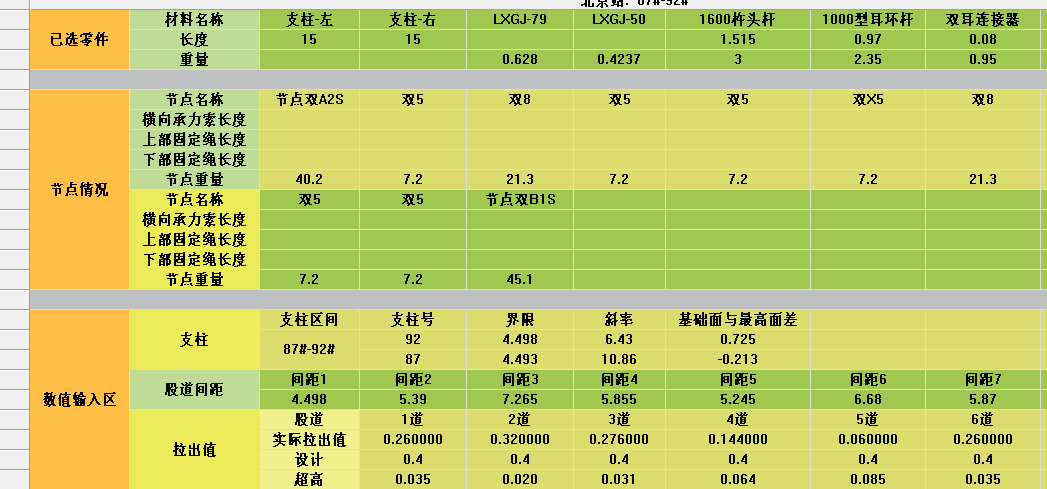 北京站: 87#-92#
已选零件 材料名称 支柱-左 支柱-右 LXGJ-79 LXGJ-50 1600杵头杆 1000型耳环杆 双耳连接器
长度 15 15 1.515 0.97 0.08
重量 0.628 0.4237 3 2.35 0.95
节点情况 节点名称 节点双A2S 双5 双8 双5 双5 双X5 双8
横向承力索长度
上部固定绳长度
下部固定绳长度
节点重量 40.2 7.2 21.3 7.2 7.2 7.2 21.3
节点名称 双5 双5 节点双B1S
横向承力索长度
上部固定绳长度
下部固定绳长度
节点重量 7.2 7.2 45.1
数值输入区 支柱 支柱区间 支柱号 界限 斜率 基础面与最高面差
87#-92# 92 4.498 6.43 0.725
87 4.493 10.86 -0.213
股道间距 间距1 间距2 间距3 间距4 间距5 间距6 间距7
4.498 5.39 7.265 5.855 5.245 6.68 5.87
拉出值 股道 1道 2道 3道 4道 5道 6道
实际拉出值 0.260000 0.320000 0.276000 0.144000 0.060000 0.260000
设计 0.4 0.4 0.4 0.4 0.4 0.4
超高 0.035 0.020 0.031 0.064 0.085 0.035